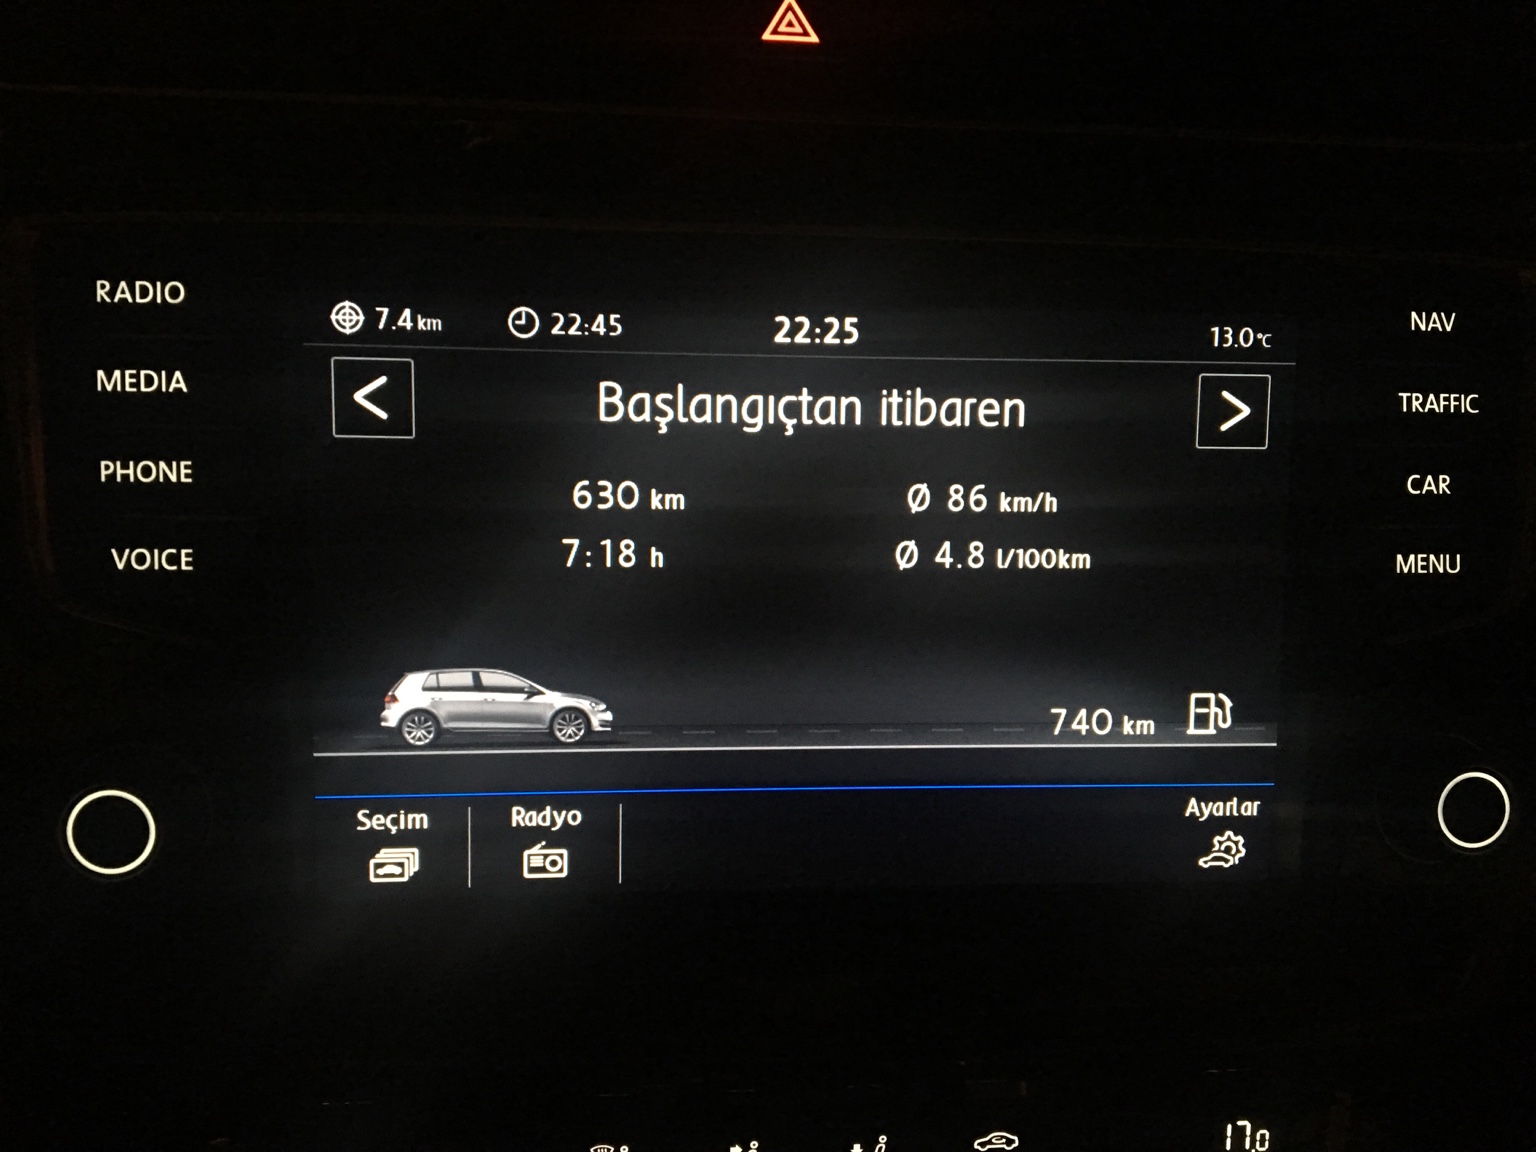 RADIO
MEDIA
PHONE
VOICE
7.4 km
22:45
22:25
13.0 °C
<
Başlangıçtan itibaren
>
630 km
Ø 86 km/h
7:18 h
Ø 4.8 l/100km
740 km
Seçim
Radyo
Ayarlar
NAV
TRAFFIC
CAR
MENU
17.0